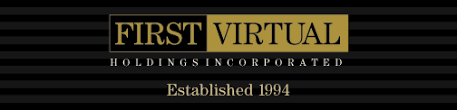 FIRST VIRTUAL
HOLDINGS INCORPORATED
Established 1994